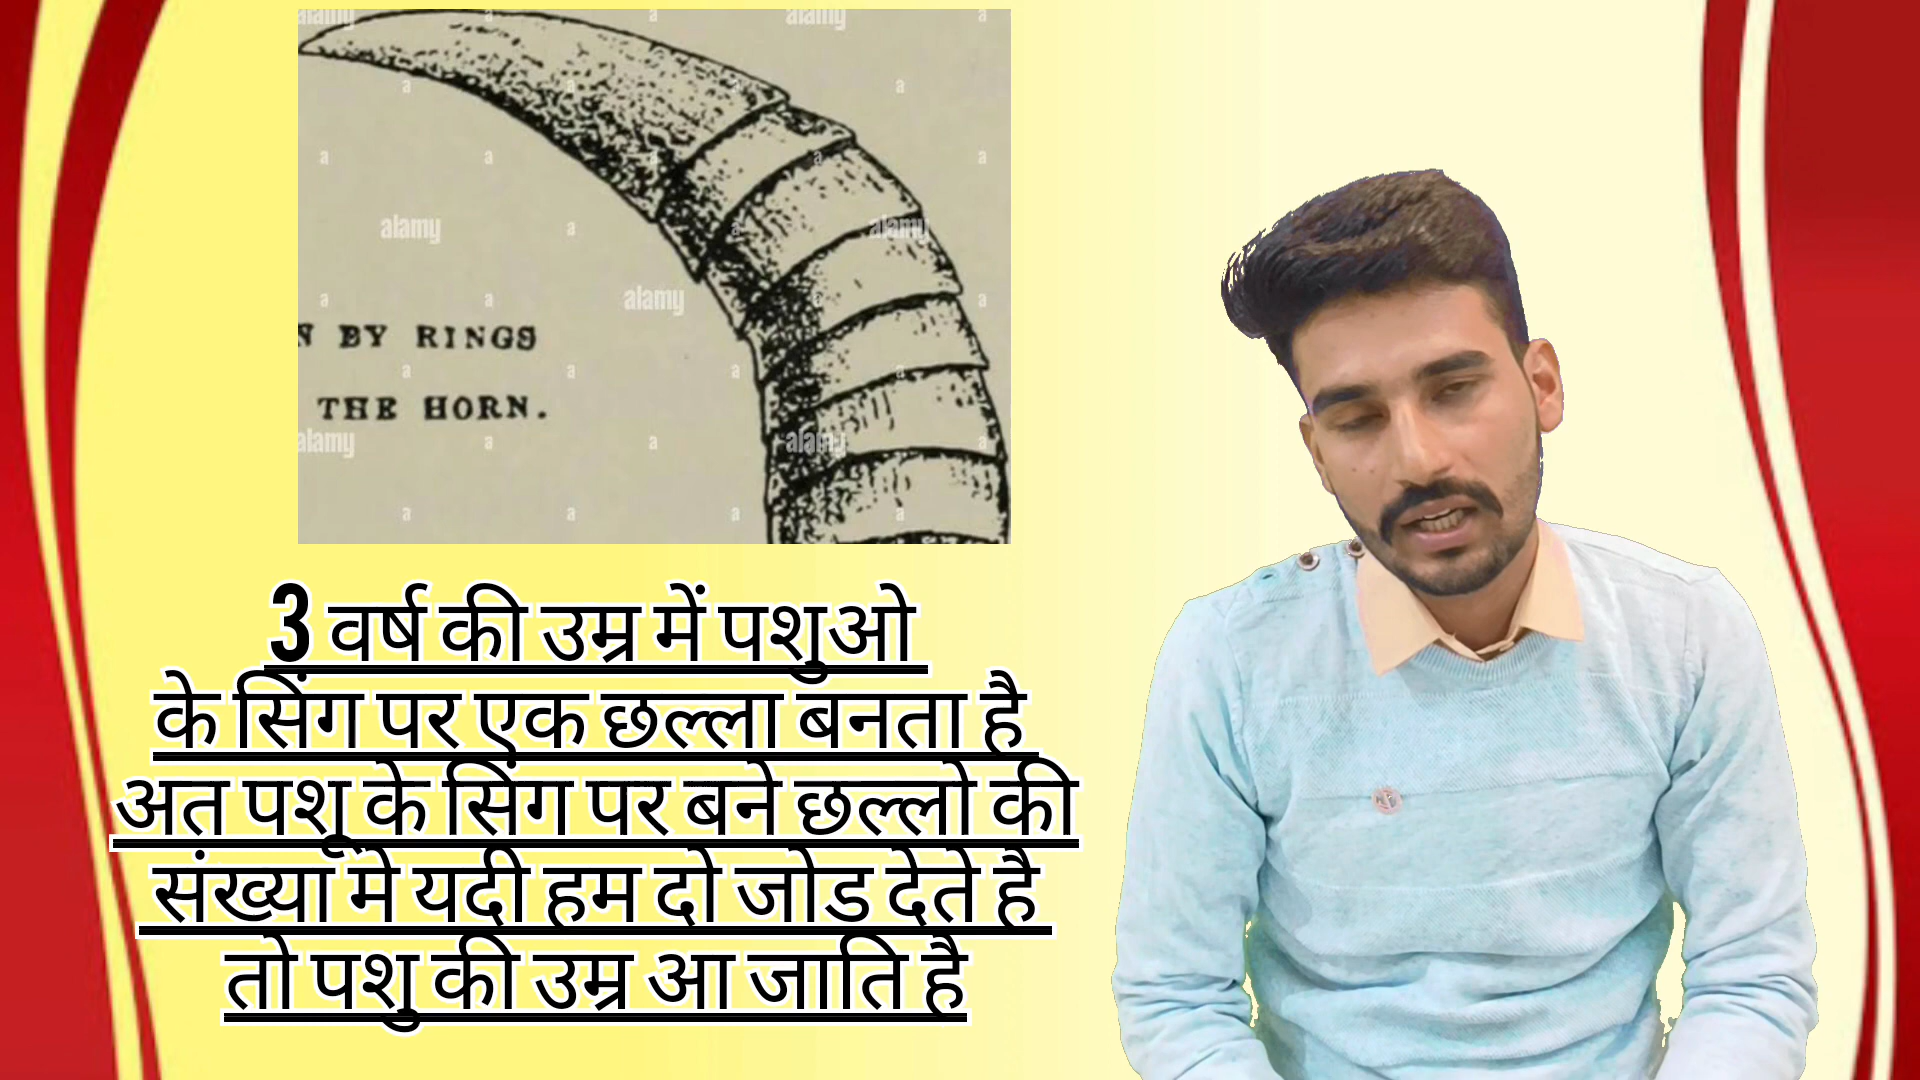 N BY RINGS
THE HORN.
3 वर्ष की उम्र में पशुओ
के सिंग पर एक छल्ला बनता है
अत पशू के सिंग पर बने छल्लो की
संख्या मे यदी हम दो जोड देते है
तो पशु की उम्र आ जाति है
alamy